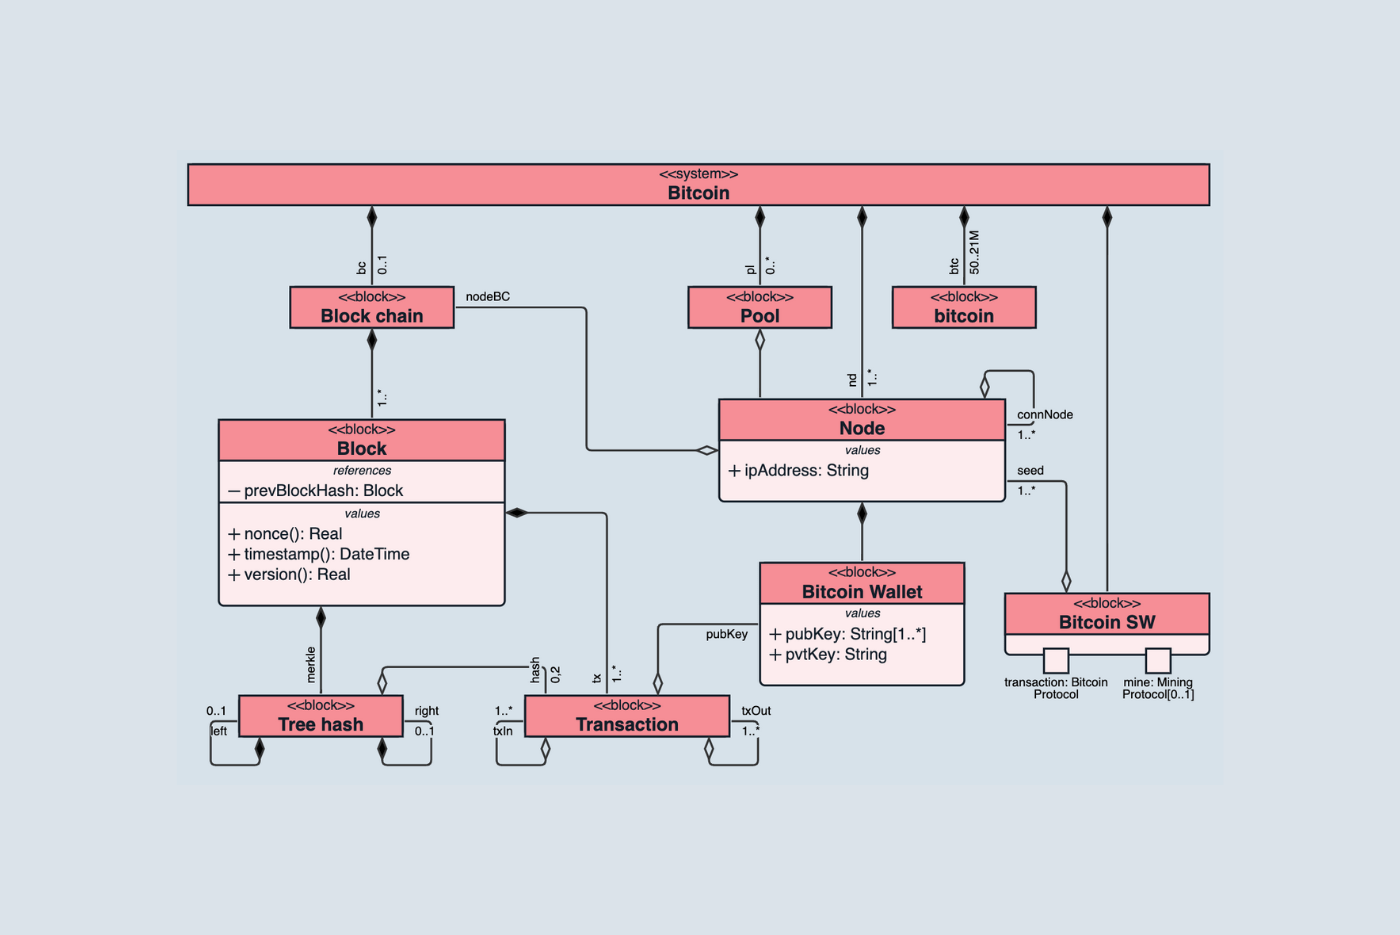 <<system>>
Bitcoin
bc
0..1
pl
0..*
btc
50..21M
<<block>>
Block chain
nodeBC
<<block>>
Pool
<<block>>
bitcoin
1..*
nd
1..*
<<block>>
Block
references
— prevBlockHash: Block
values
+ nonce(): Real
+ timestamp(): DateTime
+ version(): Real
<<block>>
Node
values
+ ipAddress: String
connNode
1..*
seed
1..*
<<block>>
Bitcoin Wallet
values
+ pubKey: String[1..*]
+ pvtKey: String
pubKey
<<block>>
Bitcoin SW
transaction: Bitcoin
Protocol
mine: Mining
Protocol[0..1]
merkle
hash
0,2
tx
1..*
<<block>>
Tree hash
0..1
left
right
0..1
<<block>>
Transaction
1..*
txIn
txOut
1..*